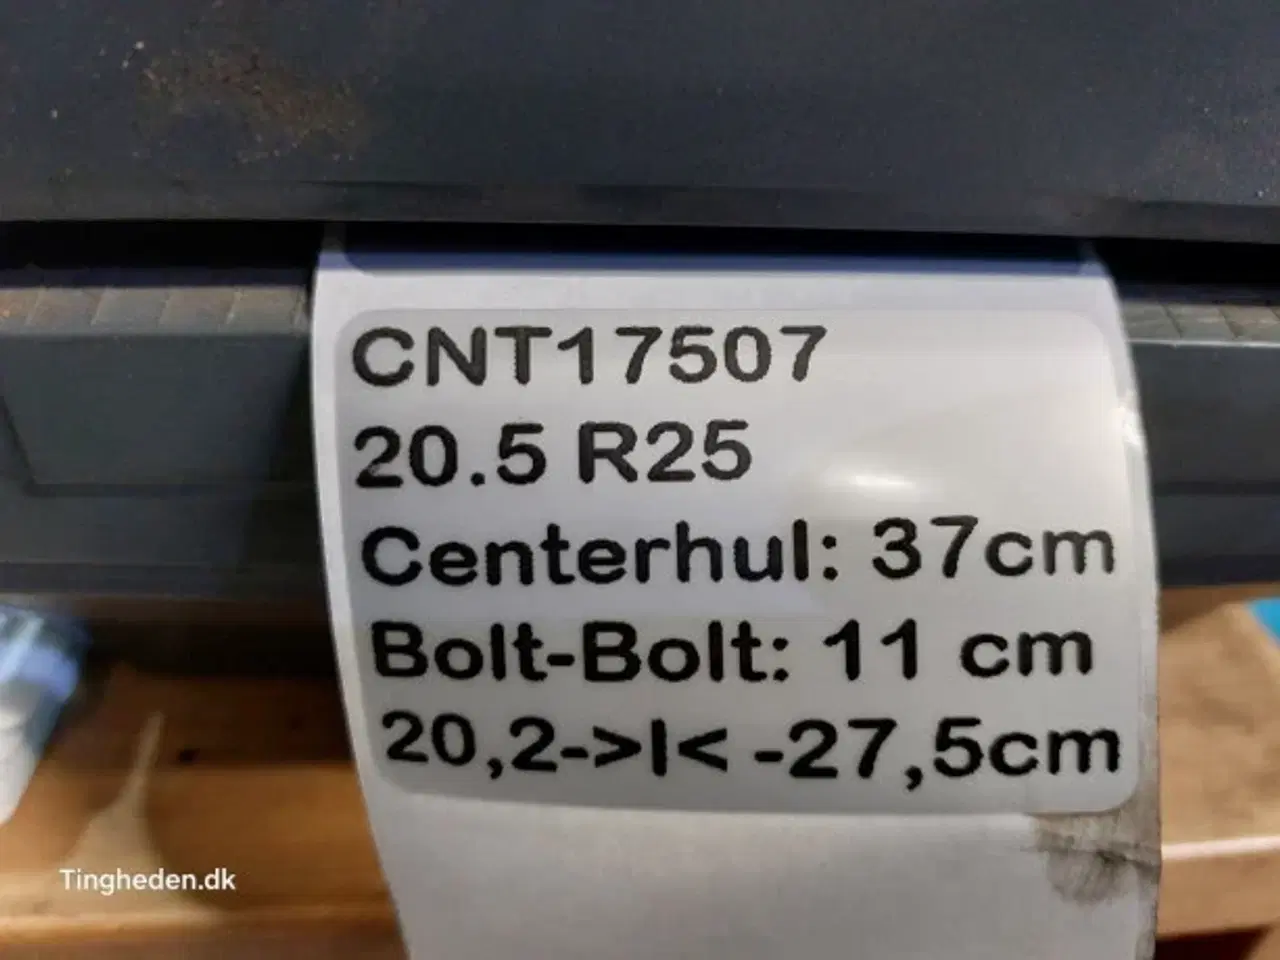 CNT17507
20.5 R25
Centerhul: 37cm
Bolt-Bolt: 11 cm
20,2->|< -27,5cm
Tingheden.dk